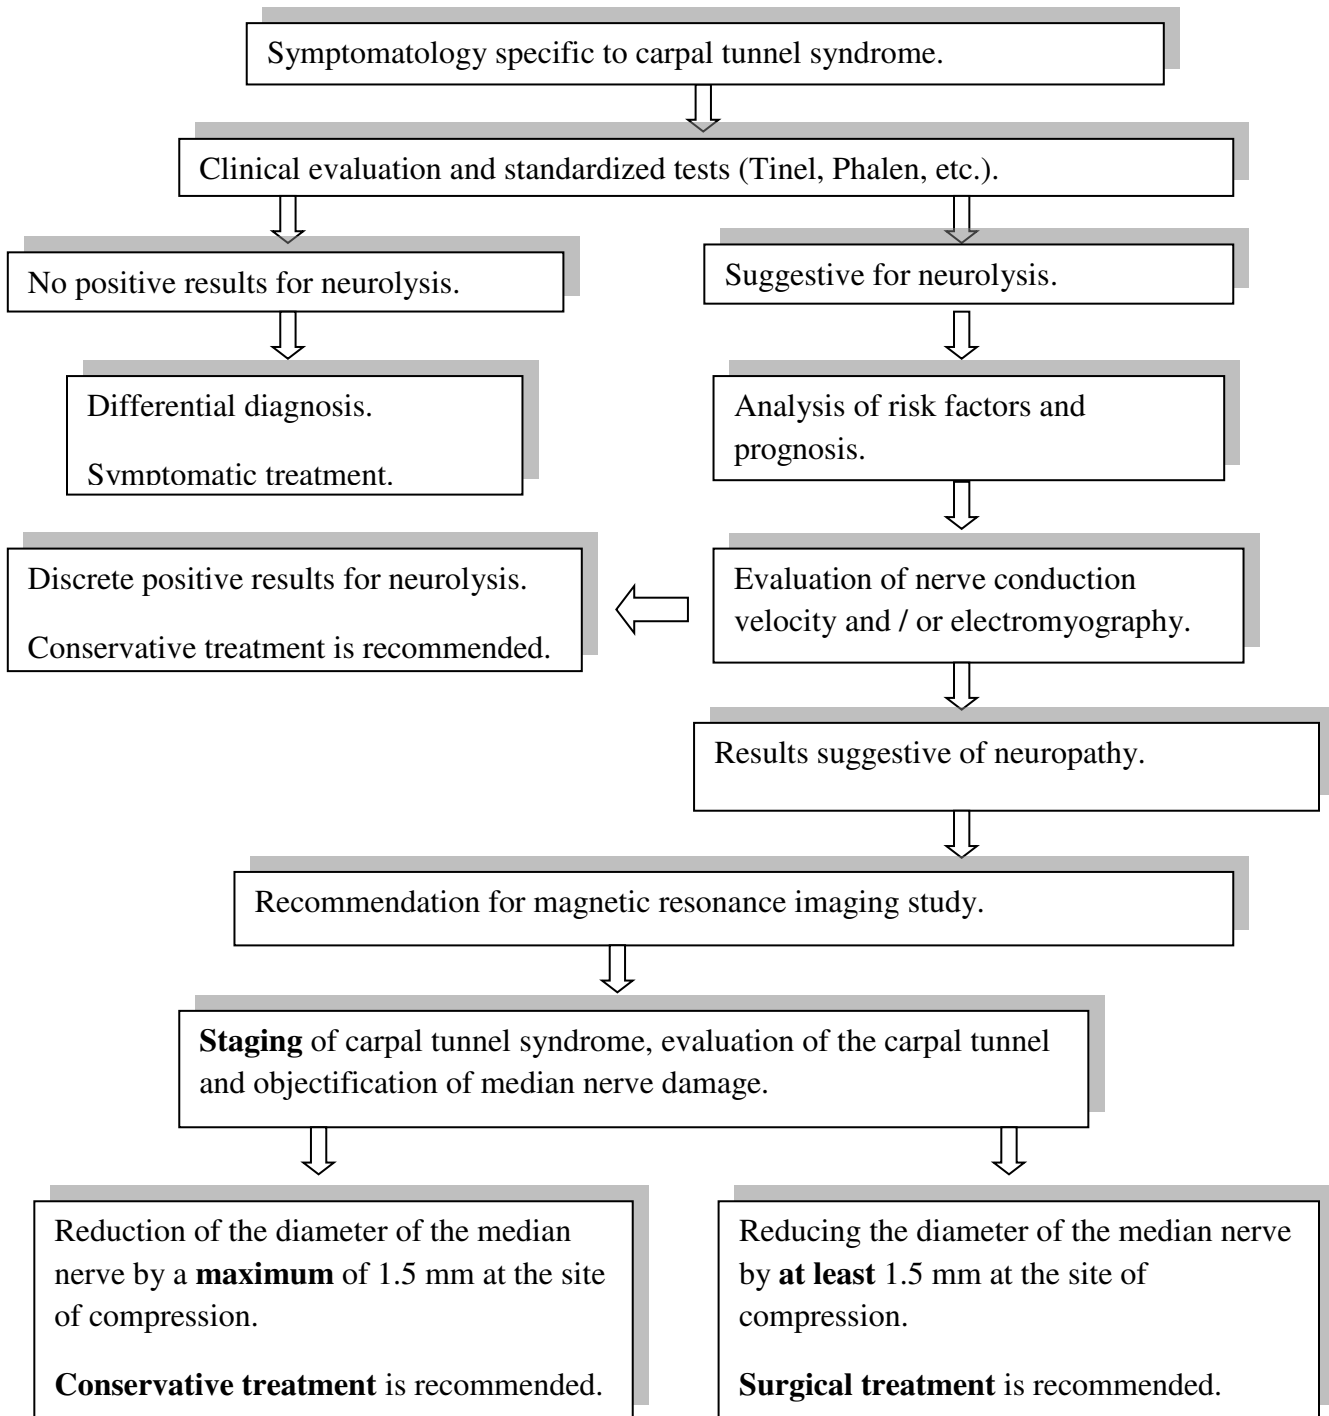 Symptomatology specific to carpal tunnel syndrome.
Clinical evaluation and standardized tests (Tinel, Phalen, etc.).
No positive results for neurolysis.
Suggestive for neurolysis.
Differential diagnosis.
Symptomatic treatment.
Analysis of risk factors and
prognosis.
Discrete positive results for neurolysis.
Conservative treatment is recommended.
Evaluation of nerve conduction
velocity and / or electromyography.
Results suggestive of neuropathy.
Recommendation for magnetic resonance imaging study.
Staging of carpal tunnel syndrome, evaluation of the carpal tunnel
and objectification of median nerve damage.
Reduction of the diameter of the median
nerve by a maximum of 1.5 mm at the site
of compression.
Conservative treatment is recommended.
Reducing the diameter of the median nerve
by at least 1.5 mm at the site of
compression.
Surgical treatment is recommended.